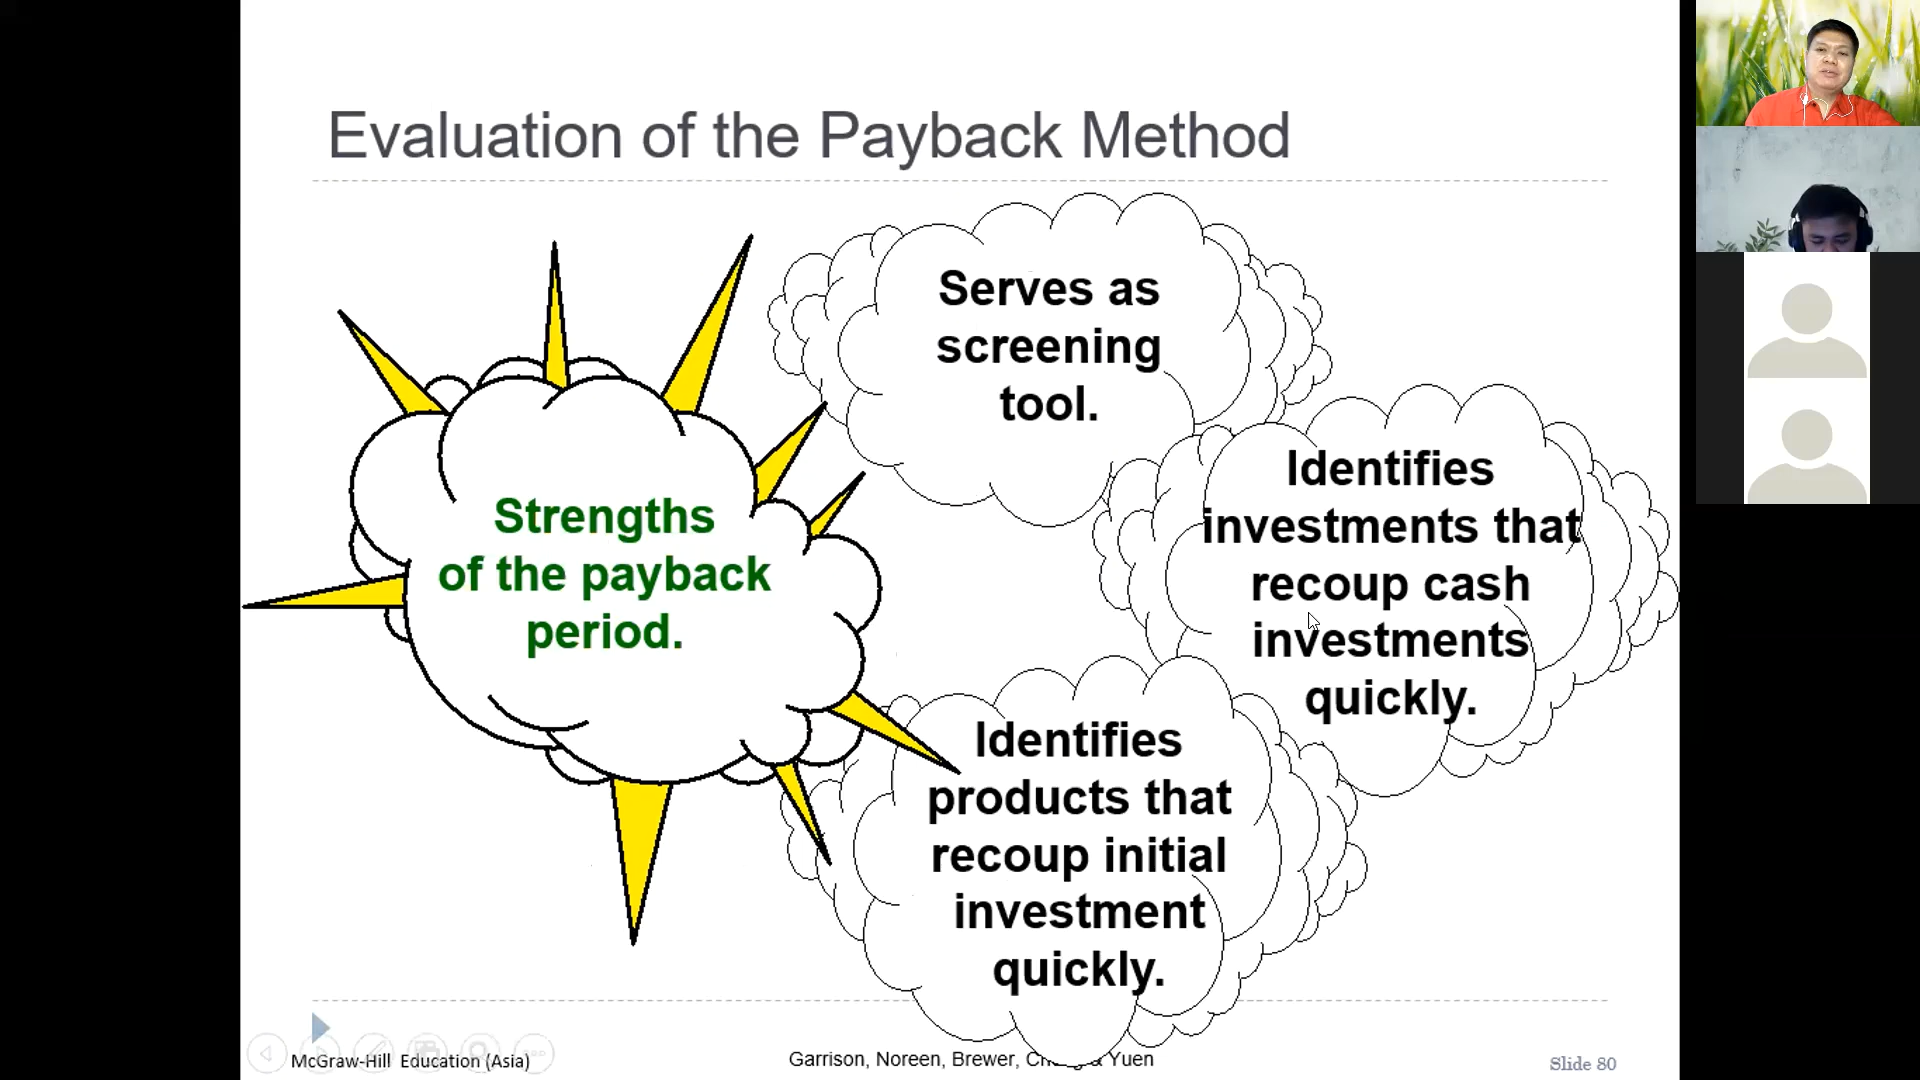 Evaluation of the Payback Method
Serves as
screening
tool.
Strengths
of the payback
period.
Identifies
investments that
recoup cash
investments
quickly.
Identifies
products that
recoup initial
investment
quickly.
McGraw-Hill Education (Asia)
Garrison, Noreen, Brewer, & Yuen
Slide 80